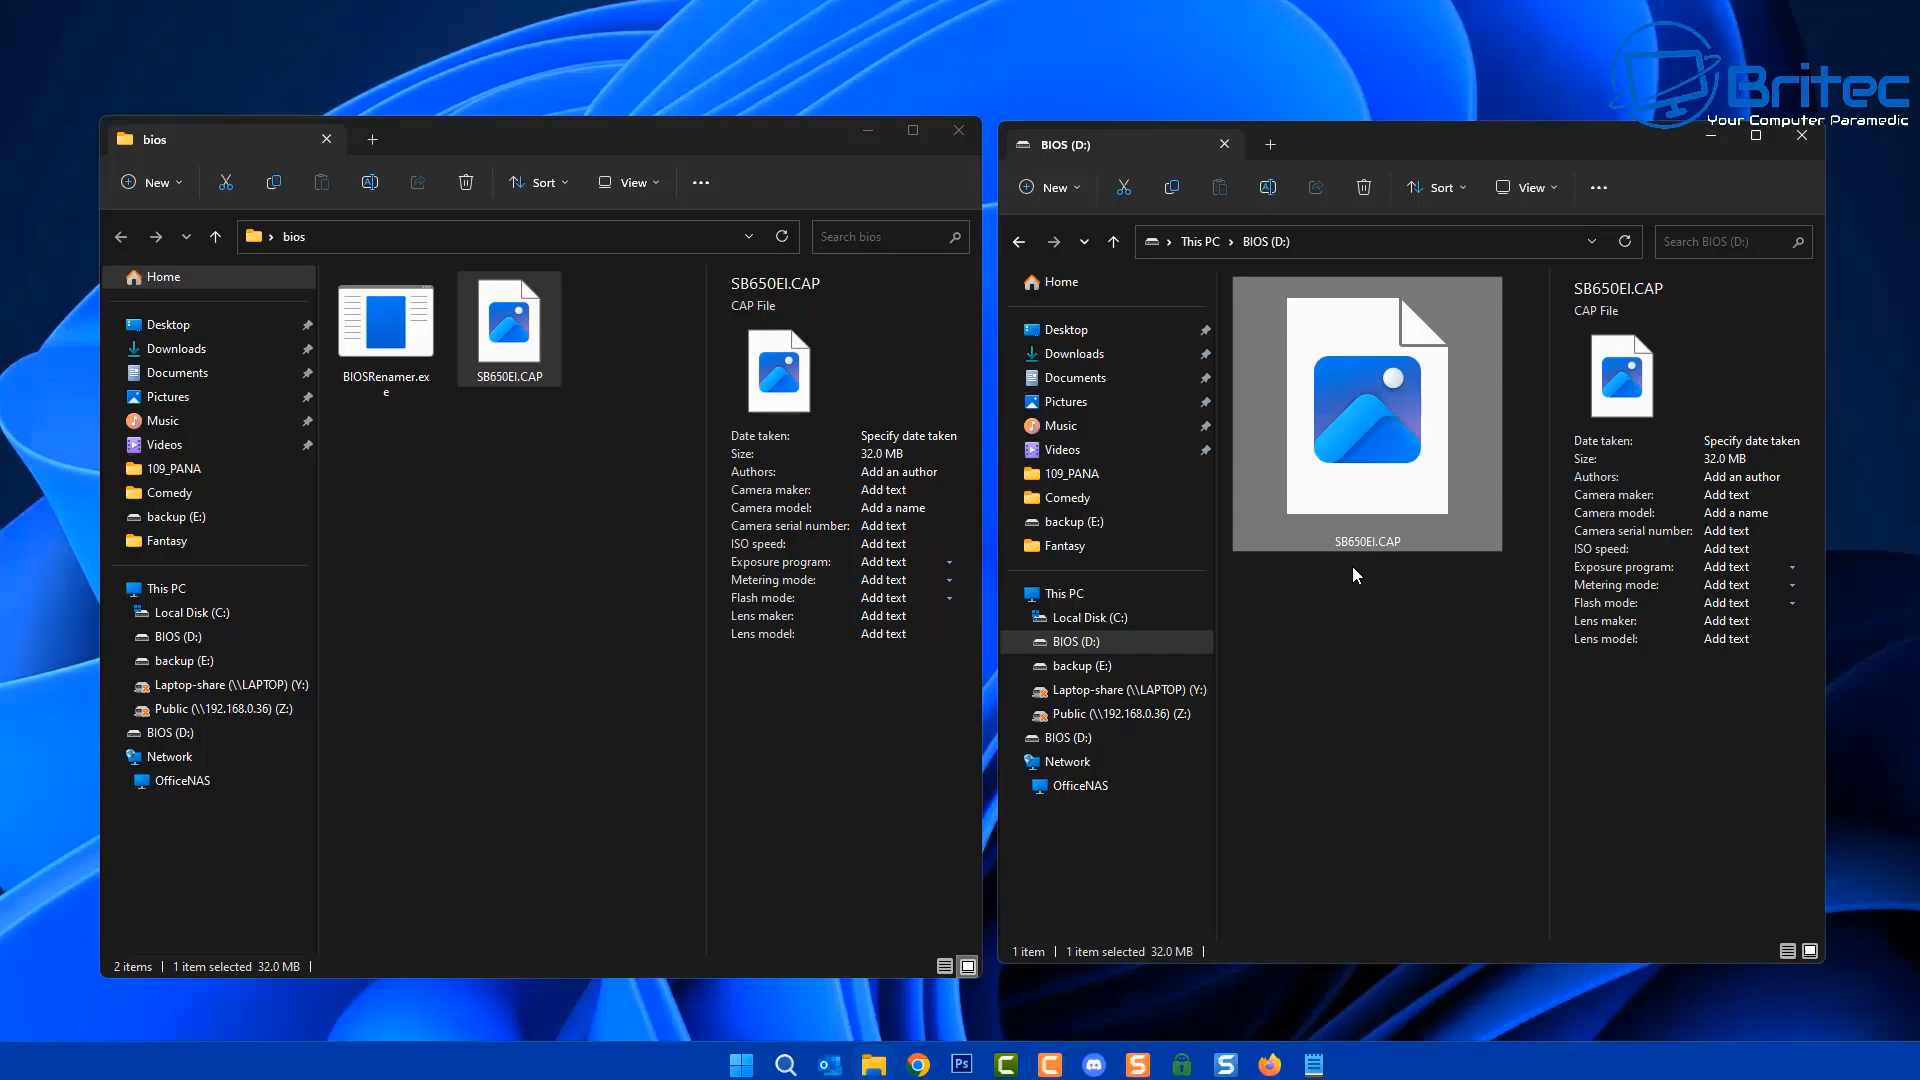 Britec
Your Computer Paramedic
bios
New
Sort
View
bios
Search bios
Home
Desktop
Downloads
Documents
Pictures
Music
Videos
109_PANA
Comedy
backup (E:)
Fantasy
This PC
Local Disk (C:)
BIOS (D:)
backup (E:)
Laptop-share (\\LAPTOP) (Y:)
Public (\\192.168.0.36) (Z:)
BIOS (D:)
Network
OfficeNAS
BIOSRenamer.ex
e
SB650EI.CAP
SB650EI.CAP
CAP File
Date taken: Specify date taken
Size: 32.0 MB
Authors: Add an author
Camera maker: Add text
Camera model: Add a name
Camera serial number: Add text
ISO speed: Add text
Exposure program: Add text
Metering mode: Add text
Flash mode: Add text
Lens maker: Add text
Lens model: Add text
2 items
1 item selected 32.0 MB
BIOS (D:)
New
Sort
View
This PC
BIOS (D:)
Search BIOS (D:)
Home
Desktop
Downloads
Documents
Pictures
Music
Videos
109_PANA
Comedy
backup (E:)
Fantasy
This PC
Local Disk (C:)
BIOS (D:)
backup (E:)
Laptop-share (\\LAPTOP) (Y:)
Public (\\192.168.0.36) (Z:)
BIOS (D:)
Network
OfficeNAS
SB650EI.CAP
SB650EI.CAP
CAP File
Date taken: Specify date taken
Size: 32.0 MB
Authors: Add an author
Camera maker: Add text
Camera model: Add a name
Camera serial number: Add text
ISO speed: Add text
Exposure program: Add text
Metering mode: Add text
Flash mode: Add text
Lens maker: Add text
Lens model: Add text
1 item
1 item selected 32.0 MB
Ps